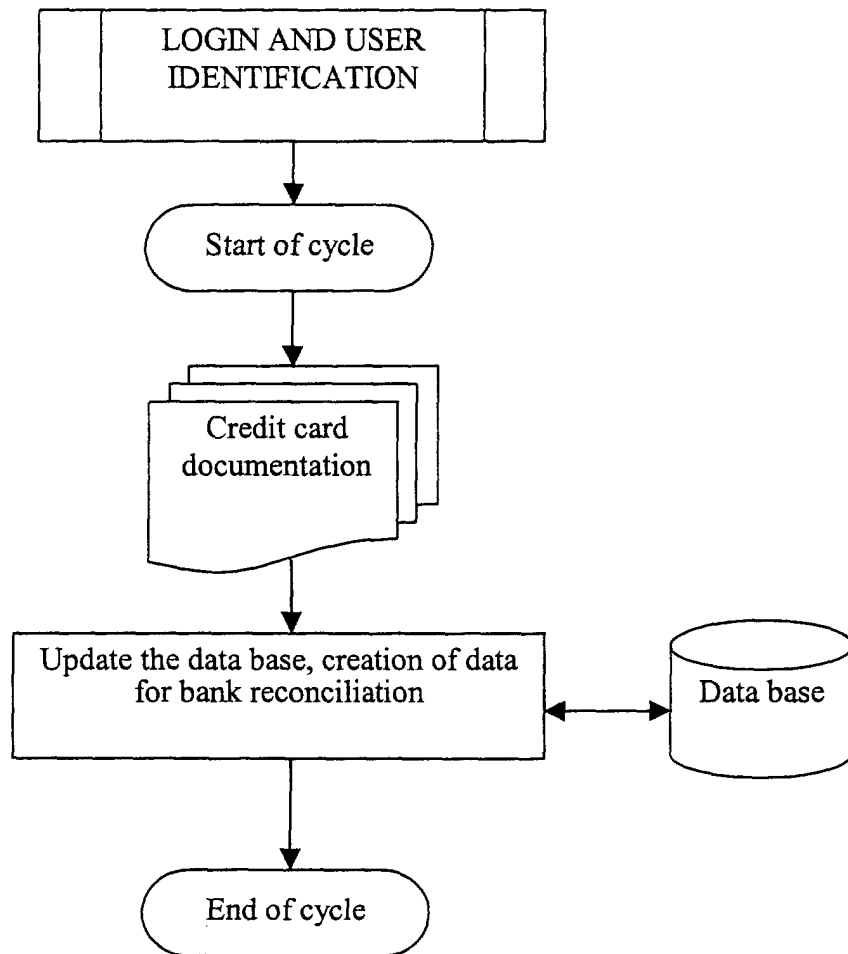 LOGIN AND USER
IDENTIFICATION
Start of cycle
Credit card
documentation
Update the data base, creation of data
for bank reconciliation
Data base
End of cycle